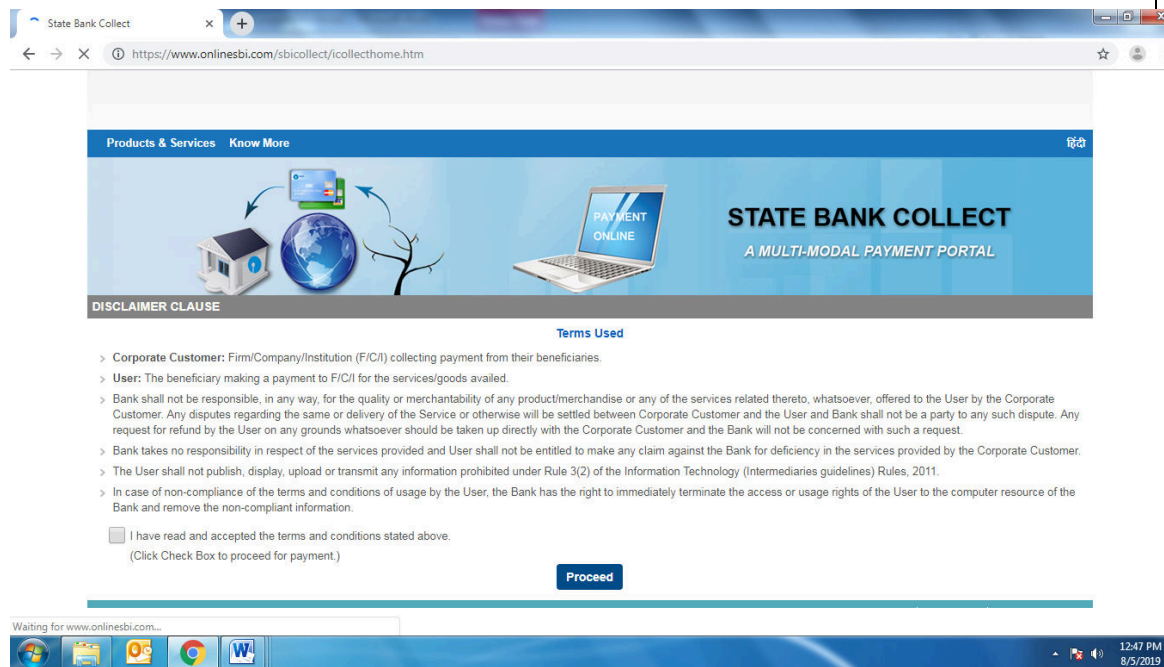 State Bank Collect
https://www.onlinesbi.com/sbicollect/icollecthome.htm
Products & Services Know More हिंदी
PAYMENT
ONLINE
STATE BANK COLLECT
A MULTI-MODAL PAYMENT PORTAL
DISCLAIMER CLAUSE
Terms Used
Corporate Customer: Firm/Company/Institution (F/C/I) collecting payment from their beneficiaries.
User: The beneficiary making a payment to F/C/I for the services/goods availed.
Bank shall not be responsible, in any way, for the quality or merchantability of any product/merchandise or any of the services related thereto, whatsoever, offered to the User by the Corporate
Customer. Any disputes regarding the same or delivery of the Service or otherwise will be settled between Corporate Customer and the User and Bank shall not be a party to any such dispute. Any
request for refund by the User on any grounds whatsoever should be taken up directly with the Corporate Customer and the Bank will not be concerned with such a request.
Bank takes no responsibility in respect of the services provided and User shall not be entitled to make any claim against the Bank for deficiency in the services provided by the Corporate Customer.
The User shall not publish, display, upload or transmit any information prohibited under Rule 3(2) of the Information Technology (Intermediaries guidelines) Rules, 2011.
In case of non-compliance of the terms and conditions of usage by the User, the Bank has the right to immediately terminate the access or usage rights of the User to the computer resource of the
Bank and remove the non-compliant information.
I have read and accepted the terms and conditions stated above.
(Click Check Box to proceed for payment.)
Proceed
Waiting for www.onlinesbi.com...
12:47 PM
8/5/2019